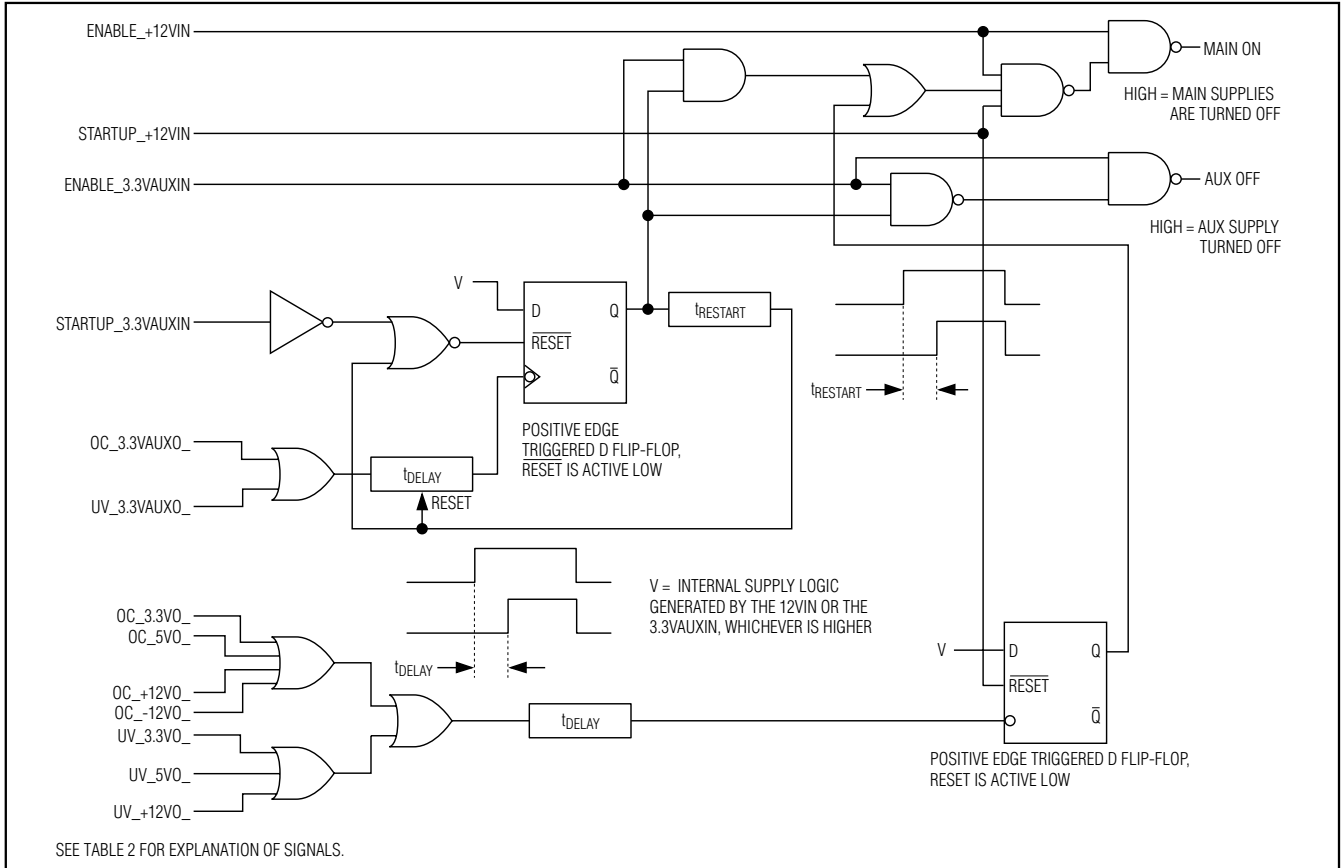 ENABLE_+12VIN
MAIN ON
HIGH = MAIN SUPPLIES
ARE TURNED OFF
STARTUP_+12VIN
ENABLE_3.3VAUXIN
AUX OFF
HIGH = AUX SUPPLY
TURNED OFF
V
D
Q
tRESTART
STARTUP_3.3VAUXIN
RESET
Q
tRESTART
OC_3.3VAUXO_
POSITIVE EDGE
TRIGGERED D FLIP-FLOP,
RESET IS ACTIVE LOW
tDELAY
RESET
UV_3.3VAUXO_
V = INTERNAL SUPPLY LOGIC
GENERATED BY THE 12VIN OR THE
3.3VAUXIN, WHICHEVER IS HIGHER
tDELAY
OC_3.3VO_
OC_5VO_
OC_+12VO_
OC_-12VO_
UV_3.3VO_
UV_5VO_
UV_+12VO_
tDELAY
V
D
Q
RESET
Q
POSITIVE EDGE TRIGGERED D FLIP-FLOP,
RESET IS ACTIVE LOW
SEE TABLE 2 FOR EXPLANATION OF SIGNALS.